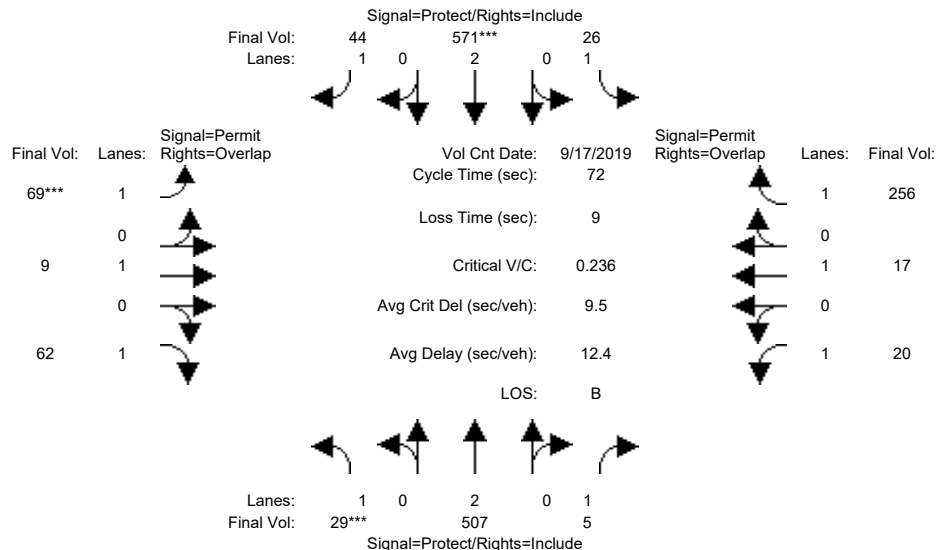 Signal=Protect/Rights=Include
Final Vol: 44 571*** 26
Lanes: 1 0 2 0 1
Signal=Permit Signal=Permit
Final Vol: Lanes: Rights=Overlap Vol Cnt Date: 9/17/2019 Rights=Overlap Lanes: Final Vol:
Cycle Time (sec): 72
69*** 1 1 256
Loss Time (sec): 9
0 0
9 1 Critical V/C: 0.236 1 17
0 Avg Crit Del (sec/veh): 9.5 0
62 1 Avg Delay (sec/veh): 12.4 1 20
LOS: B
Lanes: 1 0 2 0 1
Final Vol: 29*** 507 5
Signal=Protect/Rights=Include